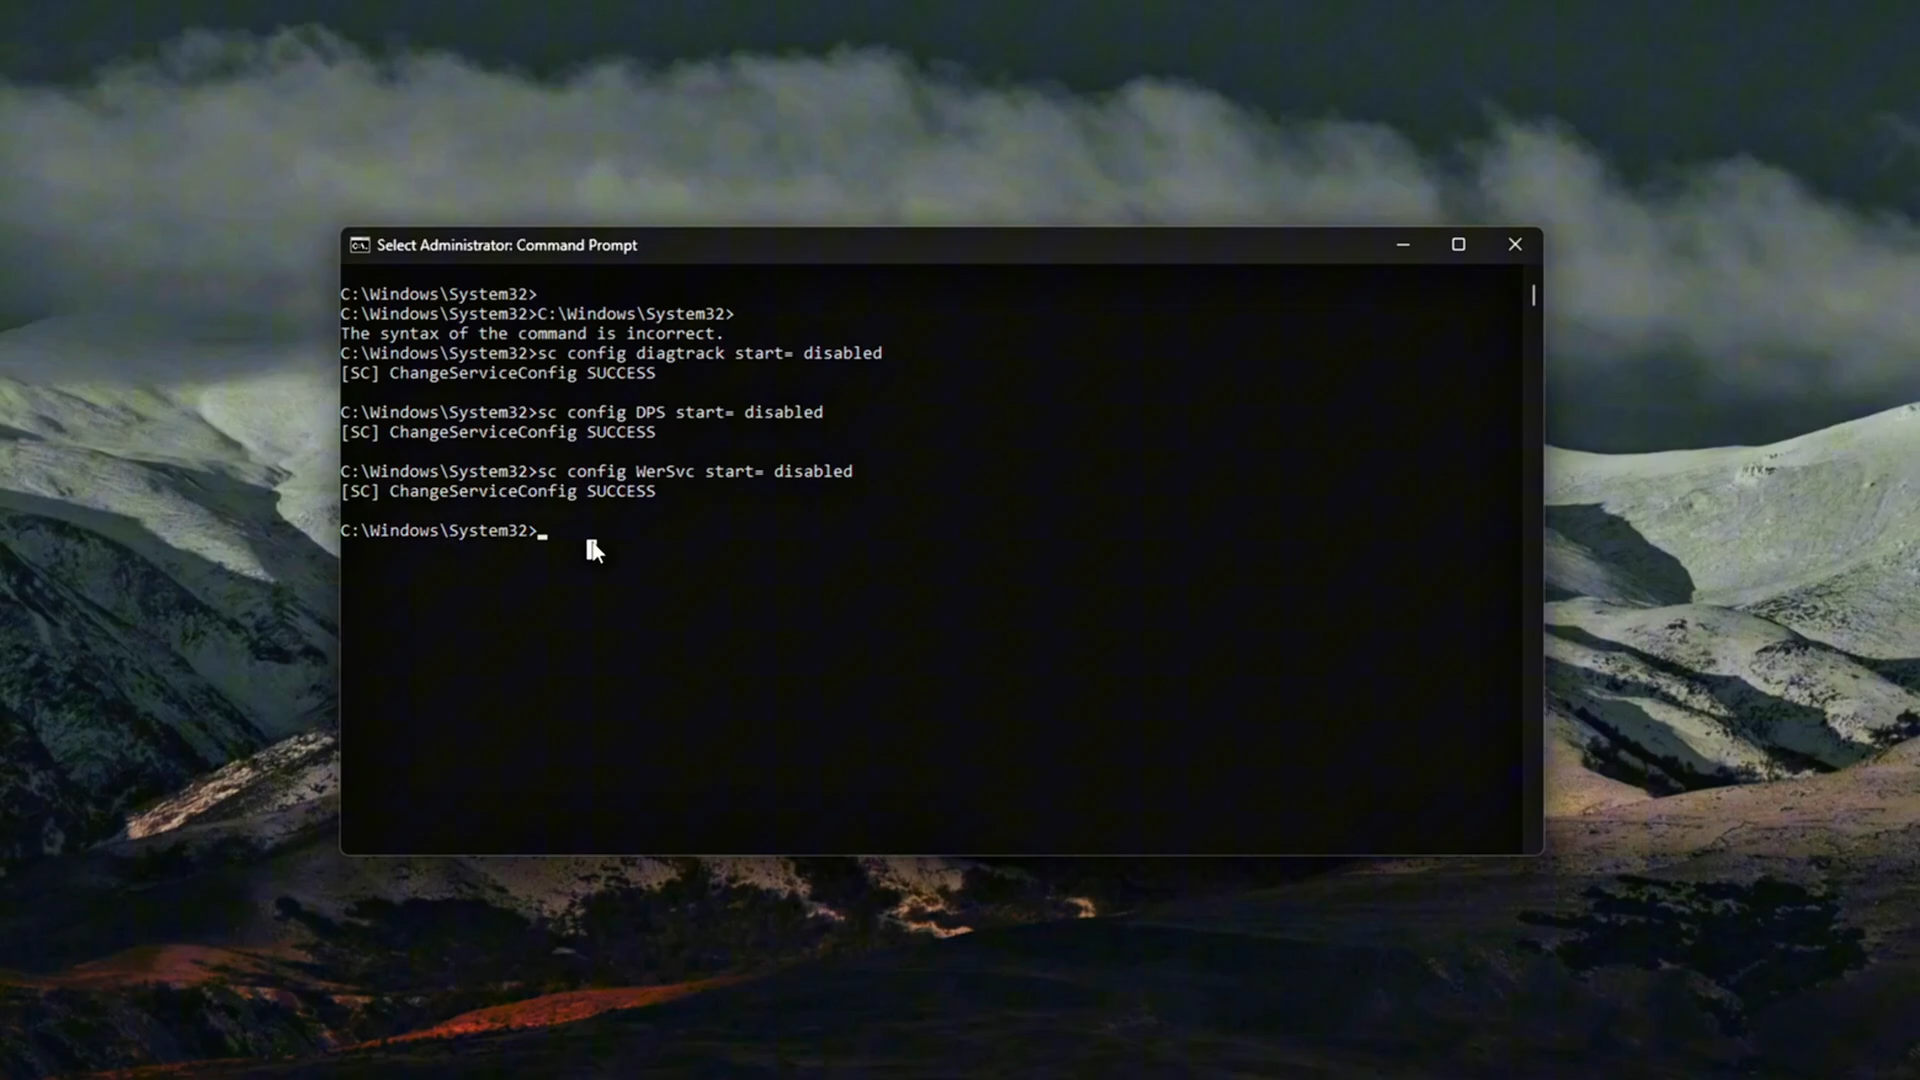 Select Administrator: Command Prompt
C:\Windows\System32>
C:\Windows\System32>C:\Windows\System32>
The syntax of the command is incorrect.
C:\Windows\System32>sc config diagtrack start= disabled
[SC] ChangeServiceConfig SUCCESS
C:\Windows\System32>sc config DPS start= disabled
[SC] ChangeServiceConfig SUCCESS
C:\Windows\System32>sc config WerSvc start= disabled
[SC] ChangeServiceConfig SUCCESS
C:\Windows\System32>